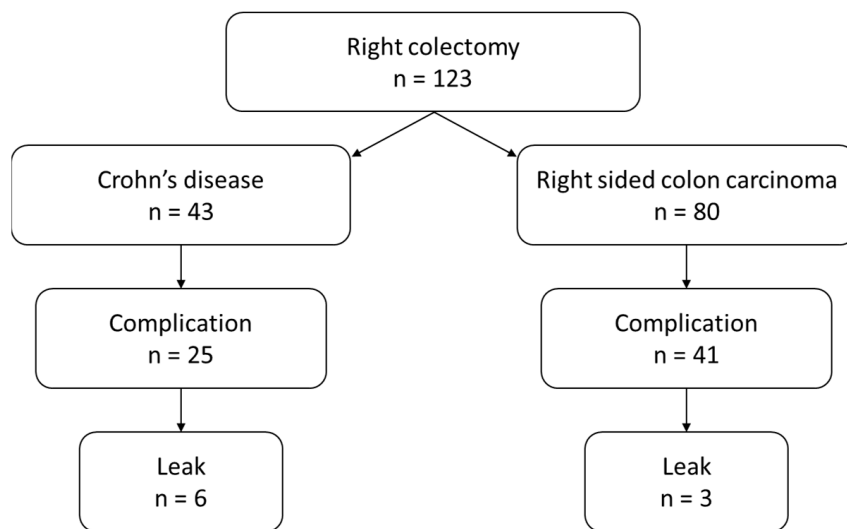 Right colectomy
n = 123
Crohn's disease
n = 43
Right sided colon carcinoma
n = 80
Complication
n = 25
Complication
n = 41
Leak
n = 6
Leak
n = 3